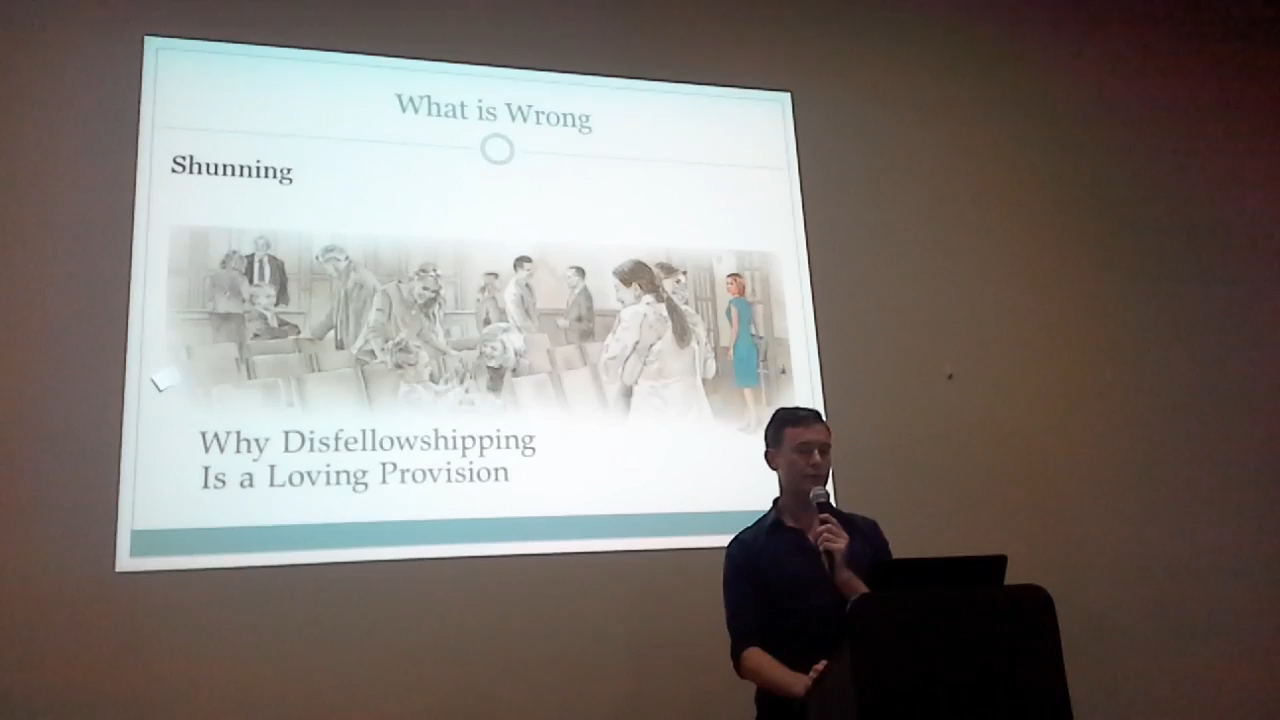 What is Wrong
Shunning
Why Disfellowshipping
Is a Loving Provision